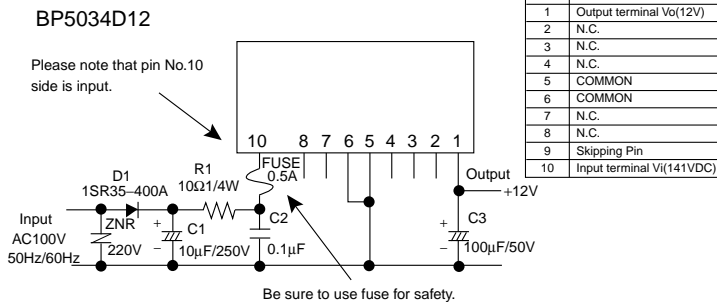 BP5034D12
Please note that pin No.10
side is input.
10 8 7 6 5 4 3 2 1
FUSE
0.5A
D1
1SR35–400A
R1
10Ω1/4W
Output
+12V
Input
AC100V
50Hz/60Hz
ZNR
220V
+
–
C1
10µF/250V
C2
0.1µF
+
–
C3
100µF/50V
Be sure to use fuse for safety.
1 Output terminal Vo(12V)
2 N.C.
3 N.C.
4 N.C.
5 COMMON
6 COMMON
7 N.C.
8 N.C.
9 Skipping Pin
10 Input terminal Vi(141VDC)